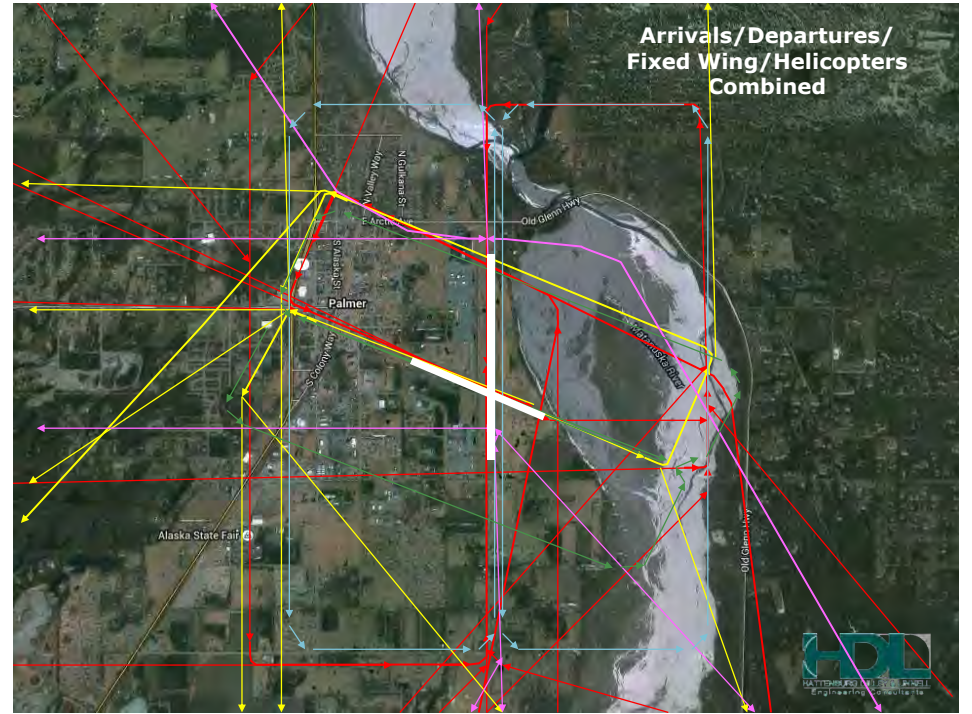 Arrivals/Departures/
Fixed Wing/Helicopters
Combined
N Valley Way
N Gulkana St
E Arctic Ave
Old Glenn Hwy
S Alaska St
Palmer
S Colony Way
Matanuska River
Alaska State Fair
Old Glenn Hwy
HDL
Engineering Consultants